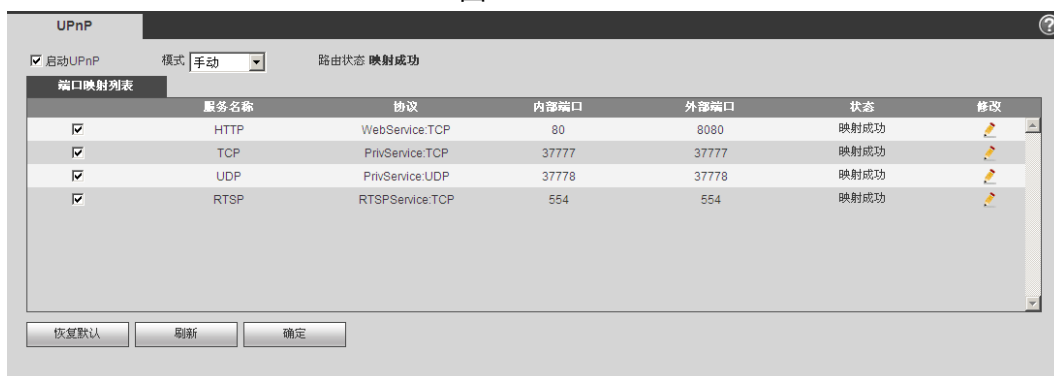 UPnP
启动UPnP 模式 手动 路由状态 映射成功
端口映射列表
服务名称 协议 内部端口 外部端口 状态 修改
HTTP WebService:TCP 80 8080 映射成功
TCP PrivService:TCP 37777 37777 映射成功
UDP PrivService:UDP 37778 37778 映射成功
RTSP RTSPService:TCP 554 554 映射成功
恢复默认 刷新 确定